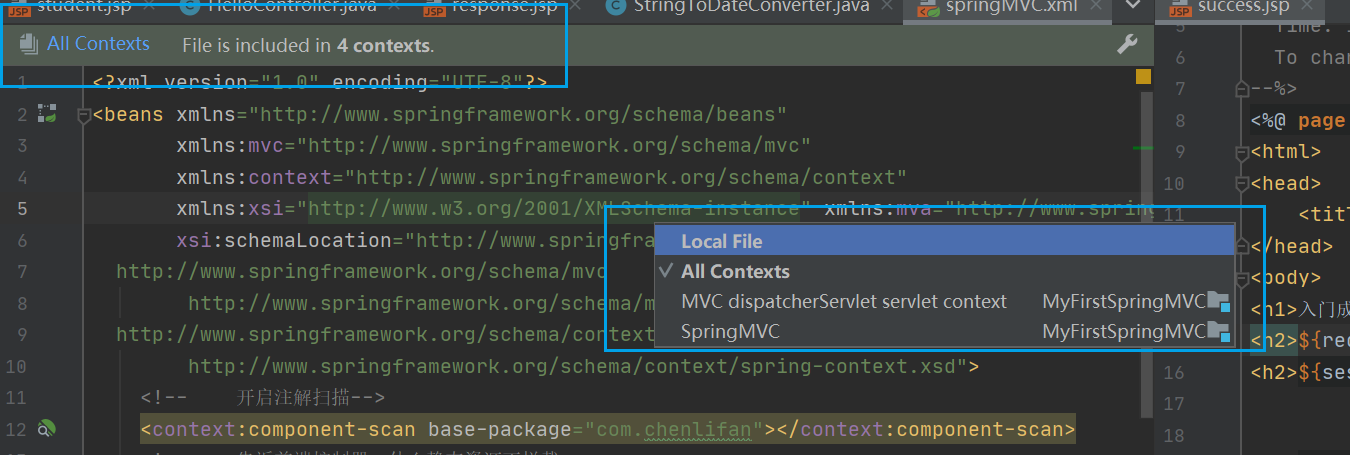 student.jsp HelloController.java response.jsp StringToDateConverter.java springMVC.xml success.jsp
All Contexts File is included in 4 contexts.
1 <?xml version="1.0" encoding="UTF-8"?>
2 <beans xmlns="http://www.springframework.org/schema/beans"
3 xmlns:mvc="http://www.springframework.org/schema/mvc"
4 xmlns:context="http://www.springframework.org/schema/context"
5 xmlns:xsi="http://www.w3.org/2001/XMLSchema-instance" xmlns:mva="http://www.spring
6 xsi:schemaLocation="http://www.springfra
7 http://www.springframework.org/schema/mvc
8 http://www.springframework.org/schema/m
9 http://www.springframework.org/schema/context
10 http://www.springframework.org/schema/context/spring-context.xsd">
11 <!-- 开启注解扫描-->
12 <context:component-scan base-package="com.chenlifan"></context:component-scan>
Local File
All Contexts
MVC dispatcherServlet servlet context MyFirstSpringMVC
SpringMVC MyFirstSpringMVC
6 To chan
7 --%>
8 <%@ page
9 <html>
10 <head>
11 <titl
</head>
<body>
<h1>入门成
<h2>${req
16 <h2>${ses
17
18